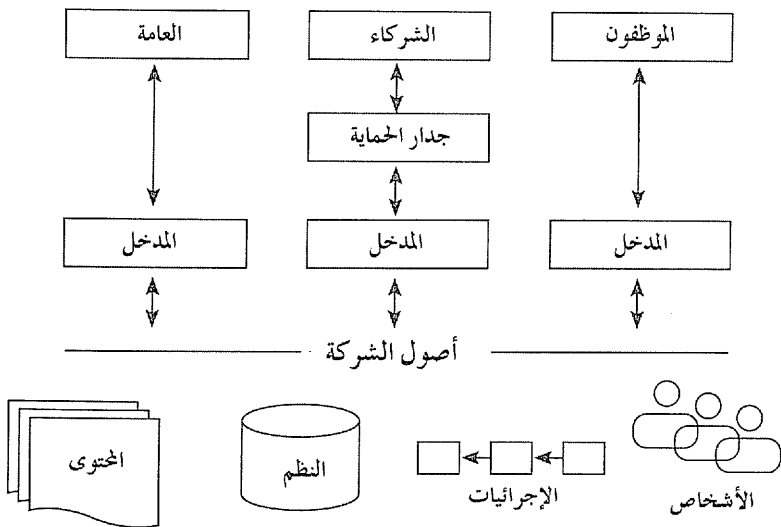 الموظفون
الشركاء
العامة
جدار الحماية
المدخل
المدخل
المدخل
أصول الشركة
الأشخاص
الإجرائيات
النظم
المحتوى